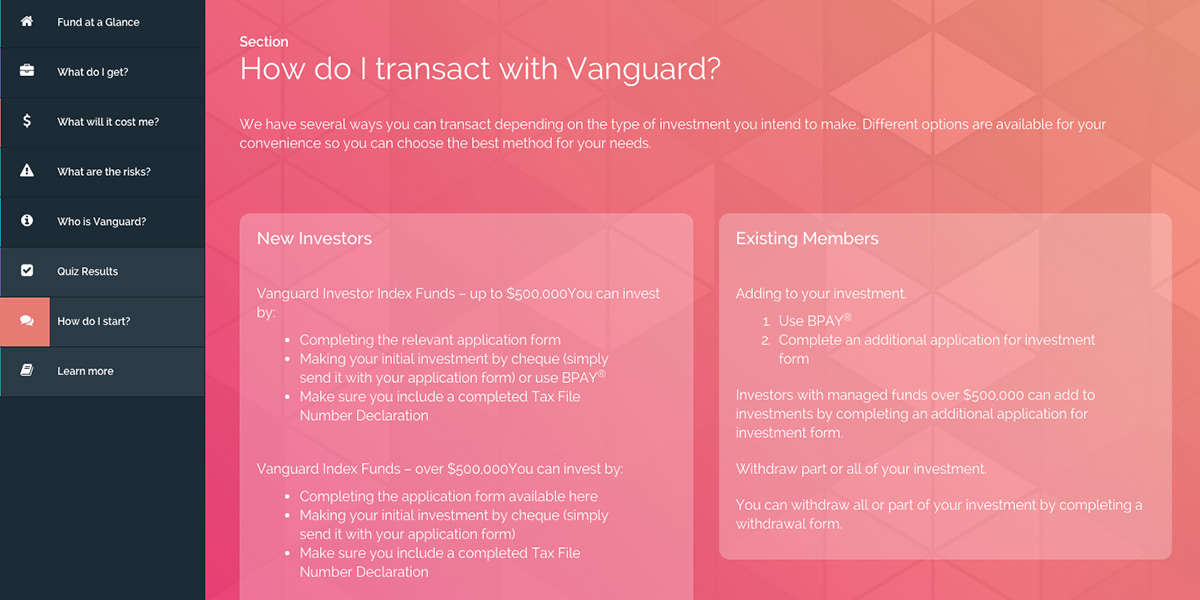 Fund at a Glance
What do I get?
What will it cost me?
What are the risks?
Who is Vanguard?
Quiz Results
How do I start?
Learn more
Section
How do I transact with Vanguard?
We have several ways you can transact depending on the type of investment you intend to make. Different options are available for your
convenience so you can choose the best method for your needs.
New Investors
Vanguard Investor Index Funds – up to $500,000You can invest
by:
• Completing the relevant application form
• Making your initial investment by cheque (simply
send it with your application form) or use BPAY®
• Make sure you include a completed Tax File
Number Declaration
Vanguard Index Funds – over $500,000You can invest by:
• Completing the application form available here
• Making your initial investment by cheque (simply
send it with your application form)
• Make sure you include a completed Tax File
Number Declaration
Existing Members
Adding to your investment.
1. Use BPAY®
2. Complete an additional application for investment
form
Investors with managed funds over $500,000 can add to
investments by completing an additional application for
investment form.
Withdraw part or all of your investment.
You can withdraw all or part of your investment by completing a
withdrawal form.